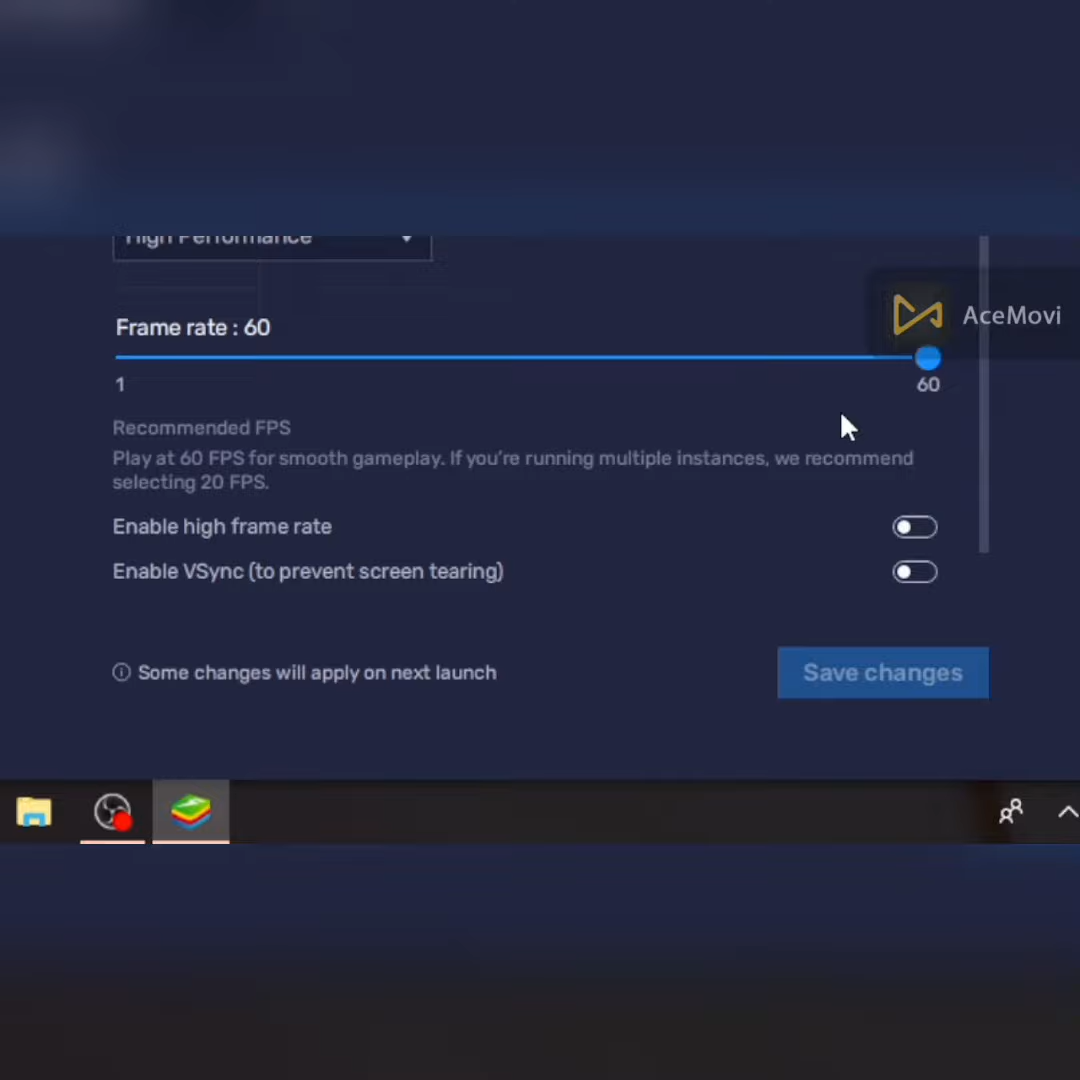 High Performance
AceMovi
Frame rate : 60
1
60
Recommended FPS
Play at 60 FPS for smooth gameplay. If you're running multiple instances, we recommend
selecting 20 FPS.
Enable high frame rate
Enable VSync (to prevent screen tearing)
Some changes will apply on next launch
Save changes